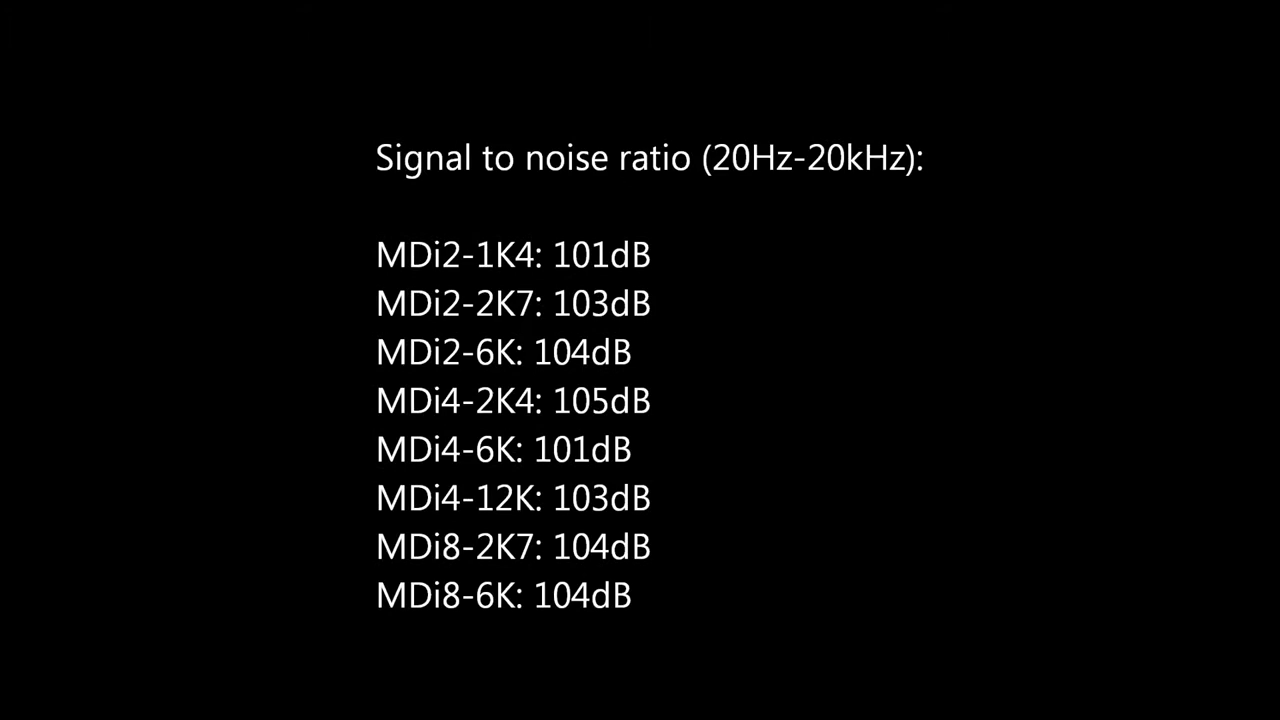 Signal to noise ratio (20Hz-20kHz):
MDi2-1K4: 101dB
MDi2-2K7: 103dB
MDi2-6K: 104dB
MDi4-2K4: 105dB
MDi4-6K: 101dB
MDi4-12K: 103dB
MDi8-2K7: 104dB
MDi8-6K: 104dB